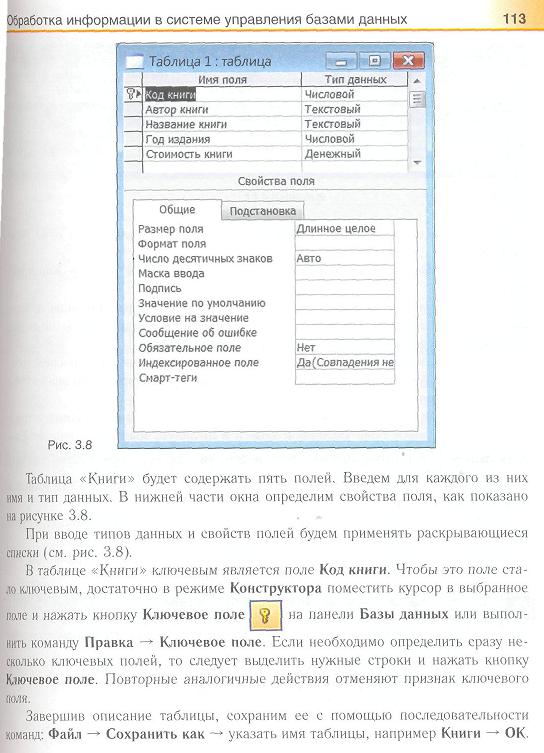 Обработка информации в системе управления базами данных 113
Таблица 1 : таблица
Имя поля Тип данных
Код книги Числовой
Автор книги Текстовый
Название книги Текстовый
Год издания Числовой
Стоимость книги Денежный
Свойства поля
Общие Подстановка
Размер поля Длинное целое
Формат поля
Число десятичных знаков Авто
Маска ввода
Подпись
Значение по умолчанию
Условие на значение
Сообщение об ошибке
Обязательное поле Нет
Индексированное поле Да(Совпадения не
Смарт-теги
Рис. 3.8
Таблица «Книги» будет содержать пять полей. Введем для каждого из них
имя и тип данных. В нижней части окна определим свойства поля, как показано
на рисунке 3.8.
При вводе типов данных и свойств полей будем применять раскрывающиеся
списки (см. рис. 3.8).
В таблице «Книги» ключевым является поле Код книги. Чтобы это поле ста-
ло ключевым, достаточно в режиме Конструктора поместить курсор в выбранное
поле и нажать кнопку Ключевое поле на панели Базы данных или выпол-
нить команду Правка → Ключевое поле. Если необходимо определить сразу не-
сколько ключевых полей, то следует выделить нужные строки и нажать кнопку
Ключевое поле. Повторные аналогичные действия отменяют признак ключевого
поля.
Завершив описание таблицы, сохраним ее с помощью последовательности
команд: Файл → Сохранить как → указать имя таблицы, например Книги → ОК.